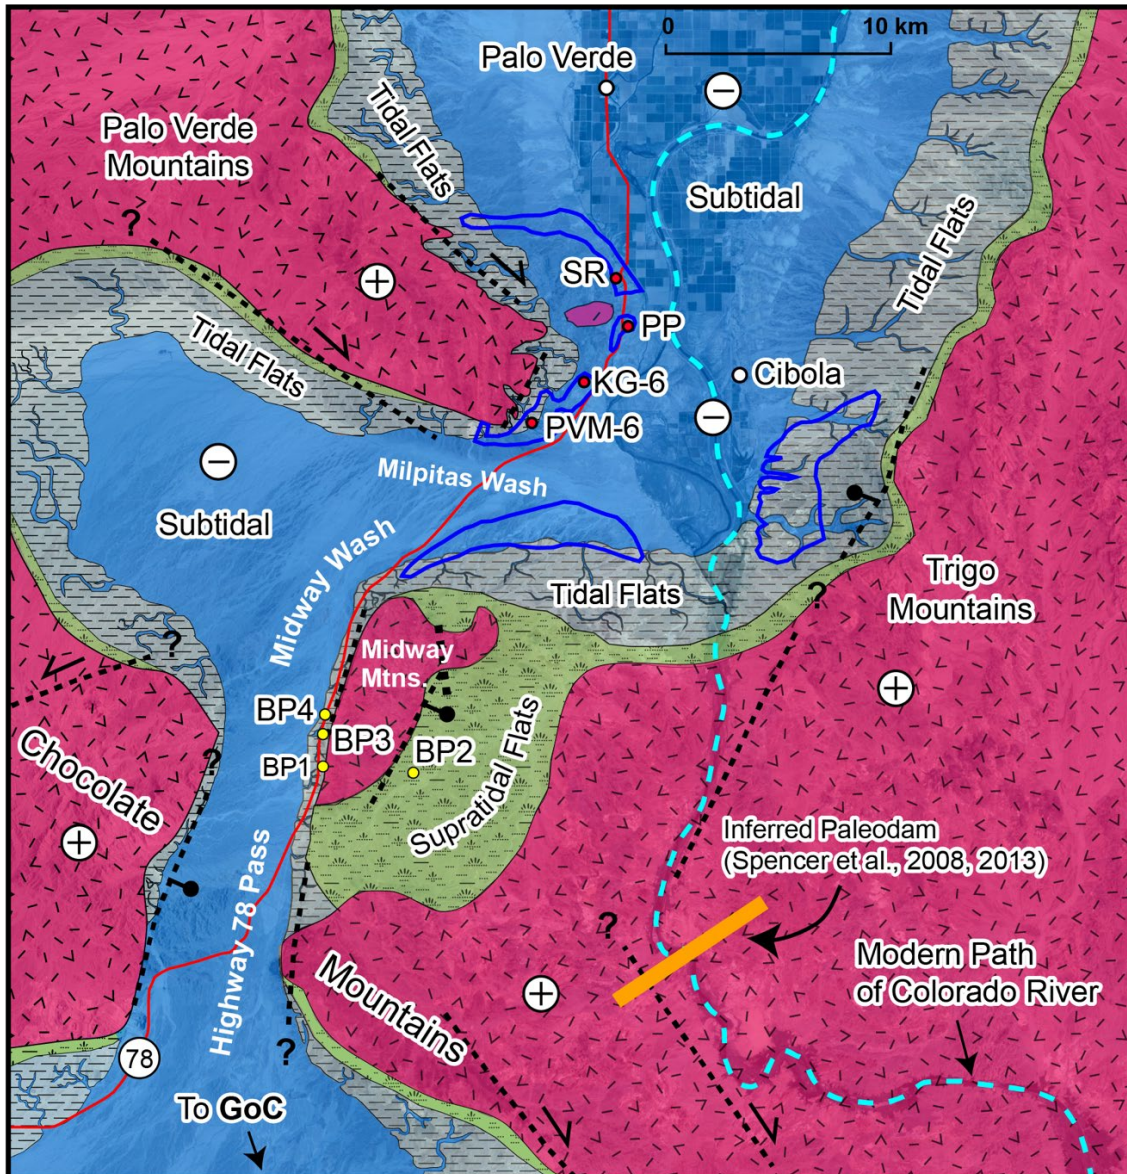 0 10 km
Palo Verde
−
Tidal Flats
Palo Verde
Mountains
Subtidal
?
Tidal Flats
+
SR
PP
Tidal Flats
KG-6
Cibola
PVM-6
−
−
Milpitas Wash
Subtidal
Midway Wash
Tidal Flats
Trigo
Mountains
?
?
Midway
Mtns.
+
BP4
BP3
BP1
BP2
?
Chocolate
+
Supratidal Flats
Inferred Paleodam
(Spencer et al., 2008, 2013)
Highway 78 Pass
?
Mountains
+
Modern Path
of Colorado River
?
78
To GoC